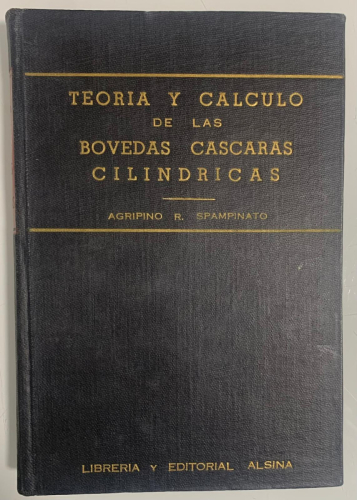 TEORIA Y CALCULO
DE LAS
BOVEDAS CASCARAS
CILINDRICAS
AGRIPINO R. SPAMPINATO
LIBRERIA Y EDITORIAL ALSINA